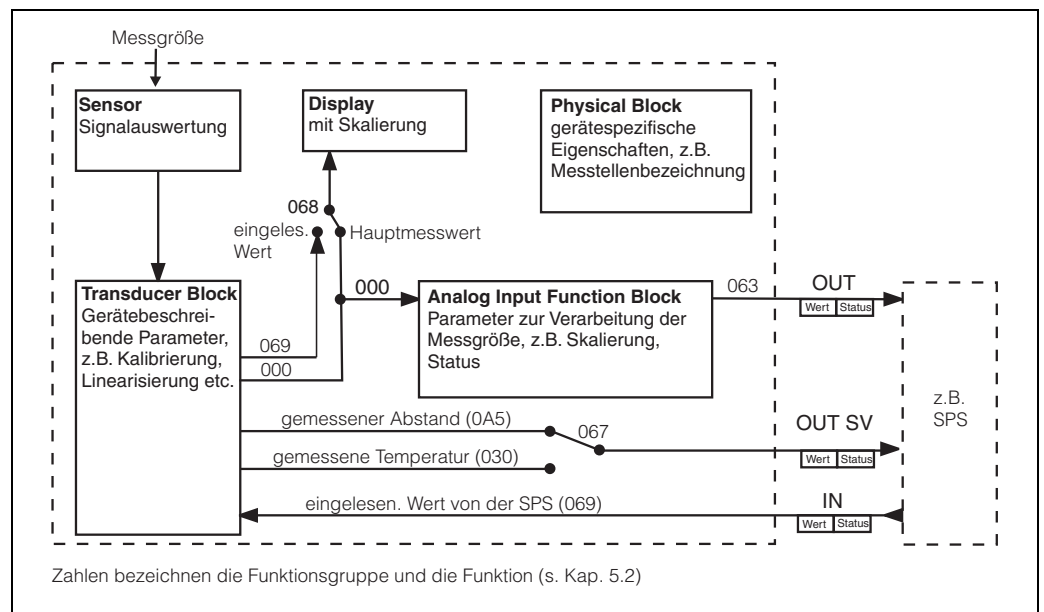 Messgröße
Sensor
Signalauswertung
Display
mit Skalierung
Physical Block
gerätespezifische
Eigenschaften, z.B.
Messtellenbezeichnung
068
eingeles.
Wert
Hauptmesswert
Transducer Block
Gerätebeschrei-
bende Parameter,
z.B. Kalibrierung,
Linearisierung etc.
069
000
000
Analog Input Function Block
Parameter zur Verarbeitung der
Messgröße, z.B. Skalierung,
Status
063
OUT
Wert Status
gemessener Abstand (0A5)
067
gemessene Temperatur (030)
OUT SV
Wert Status
z.B.
SPS
eingelesen. Wert von der SPS (069)
IN
Wert Status
Zahlen bezeichnen die Funktionsgruppe und die Funktion (s. Kap. 5.2)